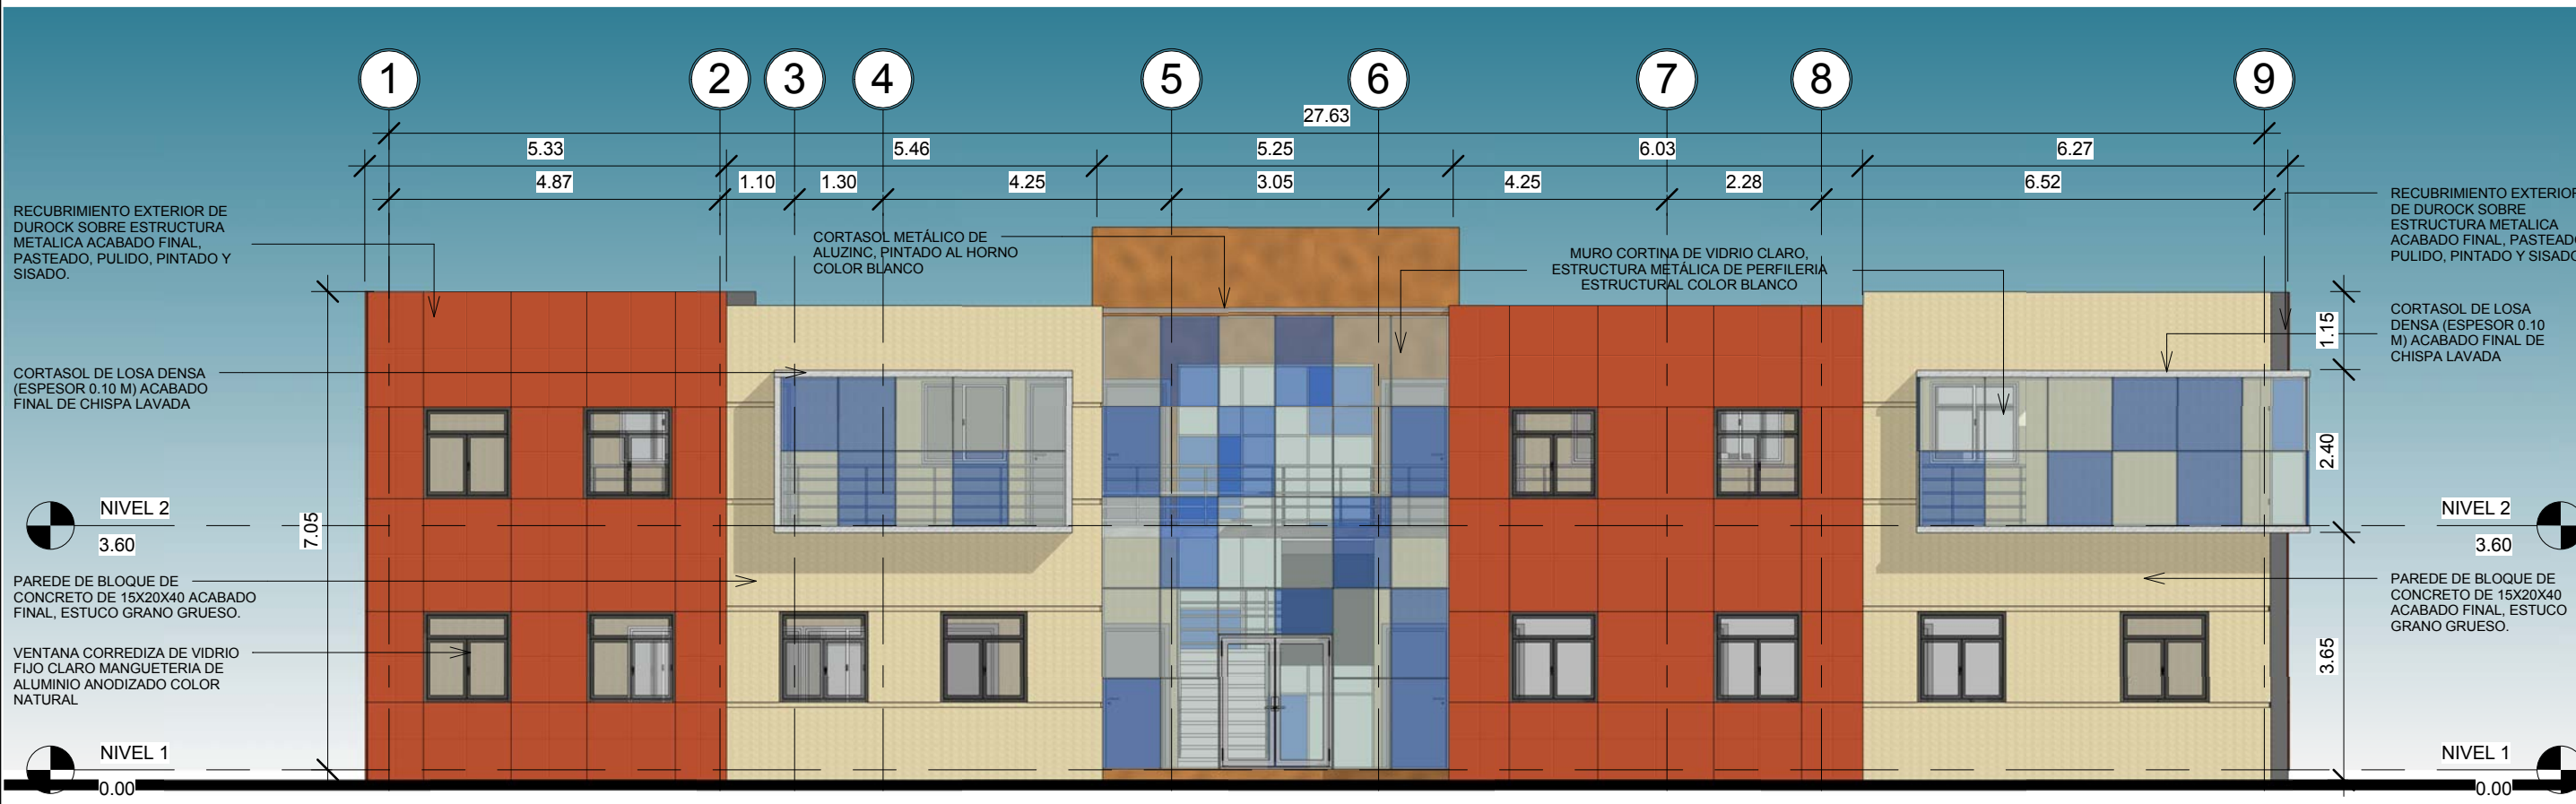 1 2 3 4 5 6 7 8 9
27.63
5.33 5.46 5.25 6.03 6.27
4.87 1.10 1.30 4.25 3.05 4.25 2.28 6.52
RECUBRIMIENTO EXTERIOR DE
DUROCK SOBRE ESTRUCTURA
METALICA ACABADO FINAL,
PASTEADO, PULIDO, PINTADO Y
SISADO.
CORTASOL METÁLICO DE
ALUZINC, PINTADO AL HORNO
COLOR BLANCO
MURO CORTINA DE VIDRIO CLARO,
ESTRUCTURA METÁLICA DE PERFILERIA
ESTRUCTURAL COLOR BLANCO
RECUBRIMIENTO EXTERIOR
DE DUROCK SOBRE
ESTRUCTURA METALICA
ACABADO FINAL, PASTEADO
PULIDO, PINTADO Y SISADO
CORTASOL DE LOSA DENSA
(ESPESOR 0.10 M) ACABADO
FINAL DE CHISPA LAVADA
CORTASOL DE LOSA
DENSA (ESPESOR 0.10
M) ACABADO FINAL DE
CHISPA LAVADA
1.15
2.40
3.65
7.05
NIVEL 2
3.60
NIVEL 2
3.60
PAREDE DE BLOQUE DE
CONCRETO DE 15X20X40 ACABADO
FINAL, ESTUCO GRANO GRUESO.
PAREDE DE BLOQUE DE
CONCRETO DE 15X20X40
ACABADO FINAL, ESTUCO
GRANO GRUESO.
VENTANA CORREDIZA DE VIDRIO
FIJO CLARO MANGUETERIA DE
ALUMINIO ANODIZADO COLOR
NATURAL
NIVEL 1
0.00
NIVEL 1
0.00